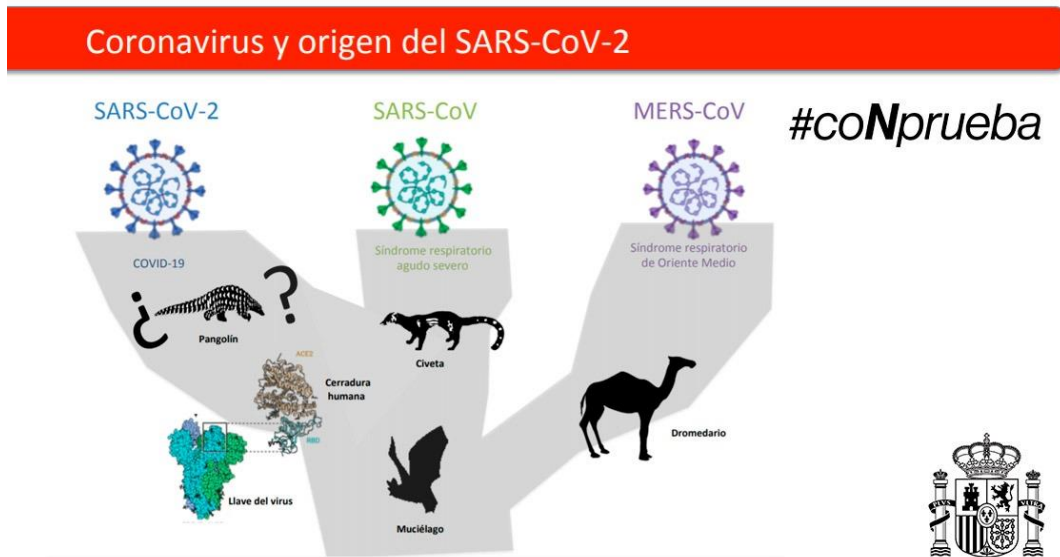 Coronavirus y origen del SARS-CoV-2
SARS-CoV-2
SARS-CoV
MERS-CoV
#coNprueba
COVID-19
Síndrome respiratorio
agudo severo
Síndrome respiratorio
de Oriente Medio
¿ ?
Pangolín
Civeta
ACE2
Cerradura
humana
RBD
Dromedario
Llave del virus
Muciélago